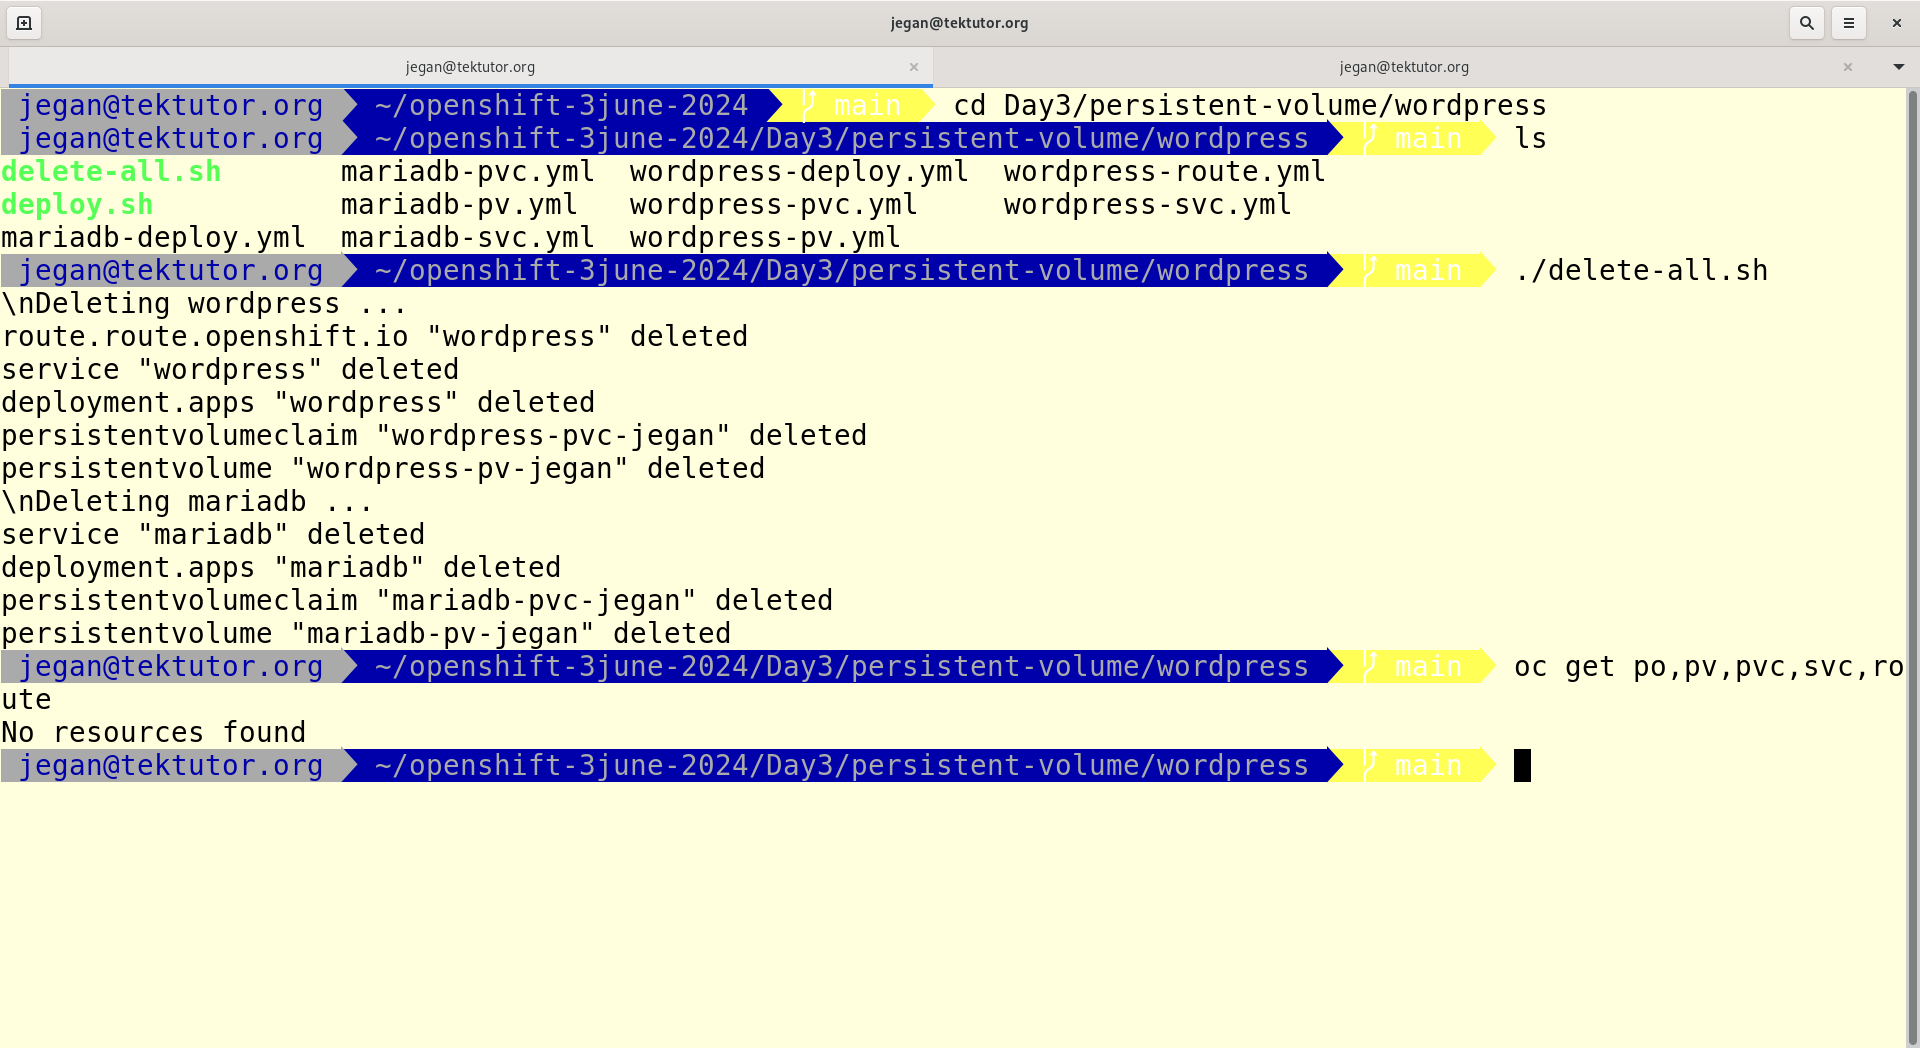 jegan@tektutor.org
jegan@tektutor.org jegan@tektutor.org
jegan@tektutor.org ~/openshift-3june-2024 main cd Day3/persistent-volume/wordpress
jegan@tektutor.org ~/openshift-3june-2024/Day3/persistent-volume/wordpress main ls
delete-all.sh mariadb-pvc.yml wordpress-deploy.yml wordpress-route.yml
deploy.sh mariadb-pv.yml wordpress-pvc.yml wordpress-svc.yml
mariadb-deploy.yml mariadb-svc.yml wordpress-pv.yml
jegan@tektutor.org ~/openshift-3june-2024/Day3/persistent-volume/wordpress main ./delete-all.sh
\nDeleting wordpress ...
route.route.openshift.io "wordpress" deleted
service "wordpress" deleted
deployment.apps "wordpress" deleted
persistentvolumeclaim "wordpress-pvc-jegan" deleted
persistentvolume "wordpress-pv-jegan" deleted
\nDeleting mariadb ...
service "mariadb" deleted
deployment.apps "mariadb" deleted
persistentvolumeclaim "mariadb-pvc-jegan" deleted
persistentvolume "mariadb-pv-jegan" deleted
jegan@tektutor.org ~/openshift-3june-2024/Day3/persistent-volume/wordpress main oc get po,pv,pvc,svc,ro
ute
No resources found
jegan@tektutor.org ~/openshift-3june-2024/Day3/persistent-volume/wordpress main